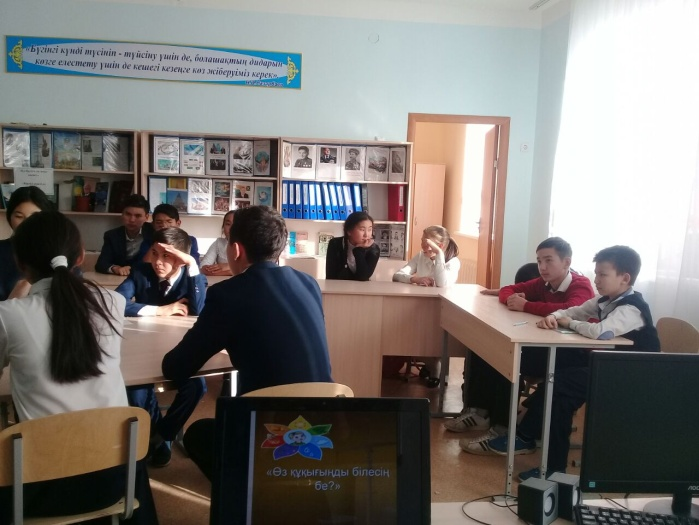 «Бүгінгі күнді түсініп - түйсіну үшін де, болашақтың дидарын
көзге елестету үшін де кешегі кезеңге көз жіберуіміз керек».
«Өз құқығыңды білесің
бе?»